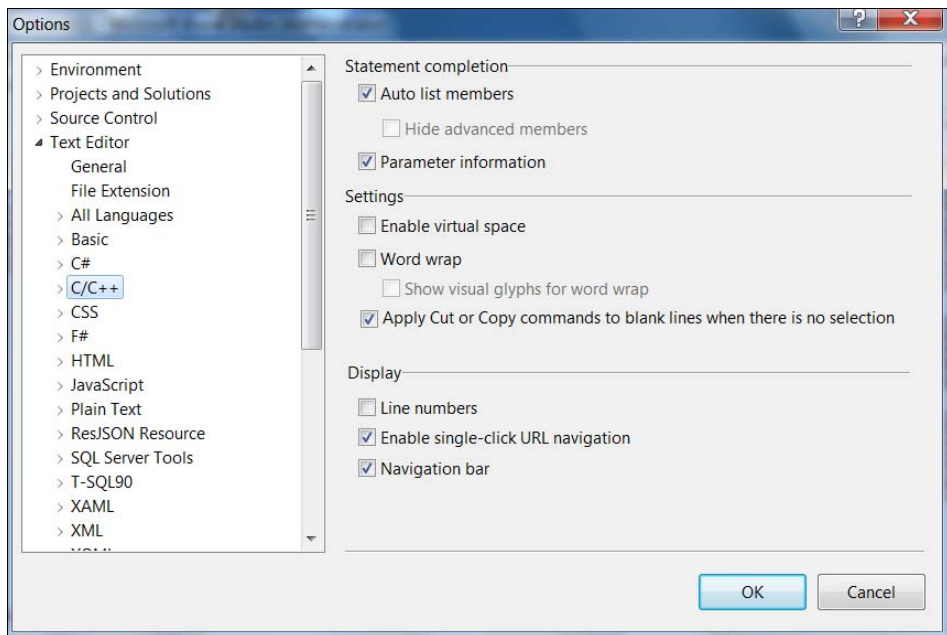 Options
Environment
Projects and Solutions
Source Control
Text Editor
General
File Extension
All Languages
Basic
C#
C/C++
CSS
F#
HTML
JavaScript
Plain Text
ResJSON Resource
SQL Server Tools
T-SQL90
XAML
XML
Statement completion
Auto list members
Hide advanced members
Parameter information
Settings
Enable virtual space
Word wrap
Show visual glyphs for word wrap
Apply Cut or Copy commands to blank lines when there is no selection
Display
Line numbers
Enable single-click URL navigation
Navigation bar
OK
Cancel